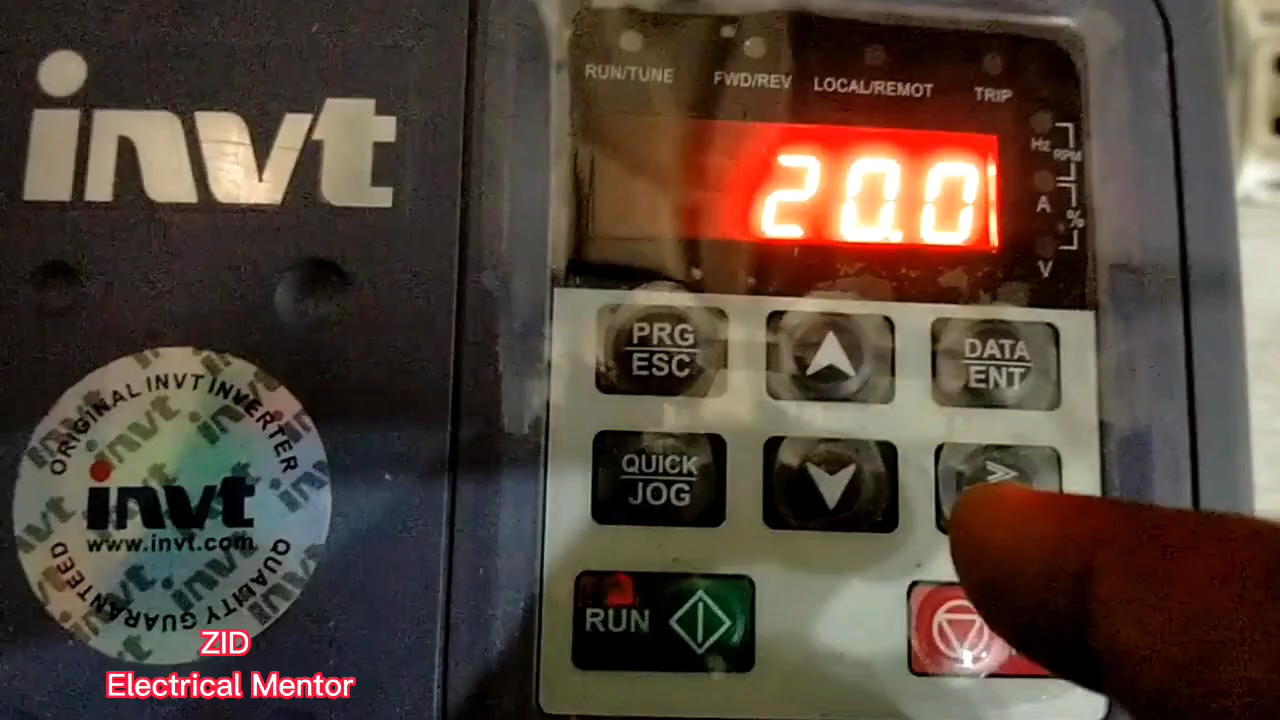 invt
RUN/TUNE FWD/REV LOCAL/REMOT TRIP
Hz
RPM
A
%
V
20.0
PRG
ESC
DATA
ENT
QUICK
JOG
RUN
ORIGINAL INVT INVERTER
invt
www.invt.com
QUALITY GUARANTEED
ZID
Electrical Mentor